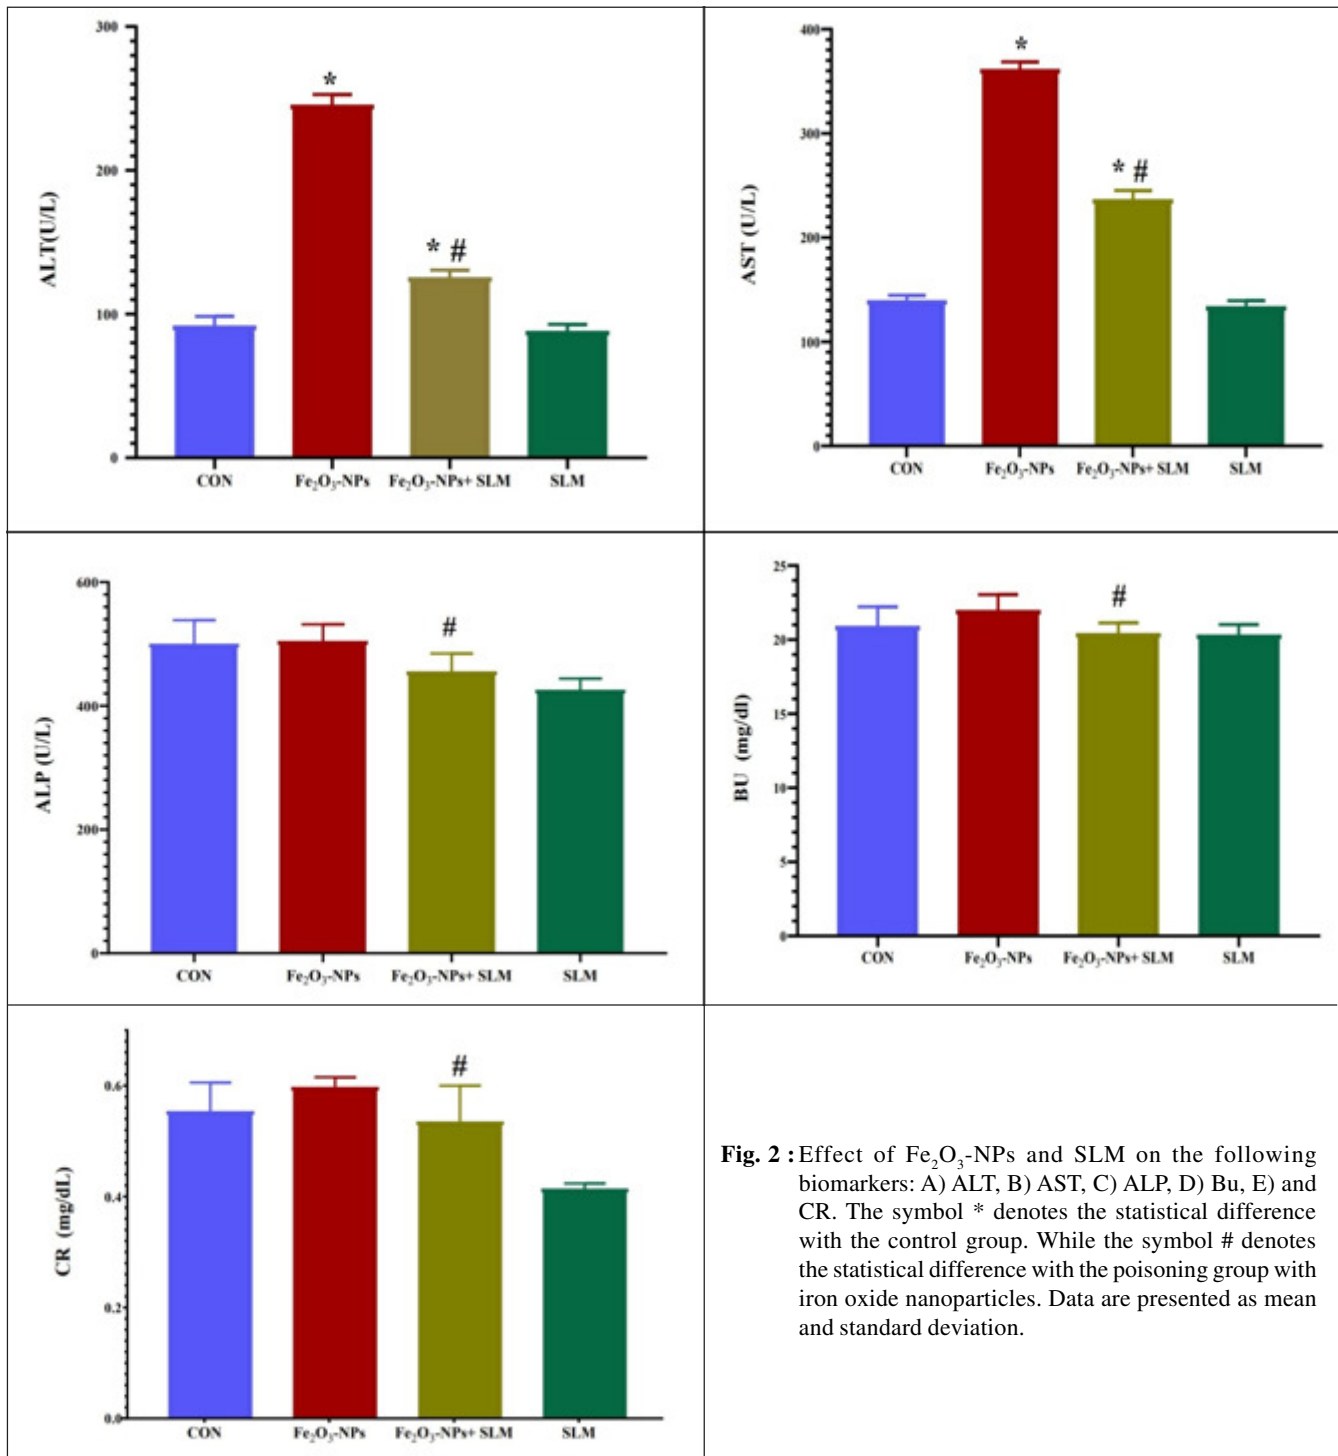 300
200
100
0
ALT(U/L)
*
* #
CON
Fe₂O₃-NPs
Fe₂O₃-NPs+ SLM
SLM
400
300
200
100
0
AST (U/L)
*
* #
CON
Fe₂O₃-NPs
Fe₂O₃-NPs+ SLM
SLM
600
400
200
0
ALP (U/L)
#
CON
Fe₂O₃-NPs
Fe₂O₃-NPs+ SLM
SLM
25
20
15
10
5
0
BU (mg/dl)
#
CON
Fe₂O₃-NPs
Fe₂O₃-NPs+ SLM
SLM
0.6
0.4
0.2
0.0
CR (mg/dL)
#
CON
Fe₂O₃-NPs
Fe₂O₃-NPs+ SLM
SLM
Fig. 2 : Effect of Fe₂O₃-NPs and SLM on the following
biomarkers: A) ALT, B) AST, C) ALP, D) Bu, E) and
CR. The symbol * denotes the statistical difference
with the control group. While the symbol # denotes
the statistical difference with the poisoning group with
iron oxide nanoparticles. Data are presented as mean
and standard deviation.